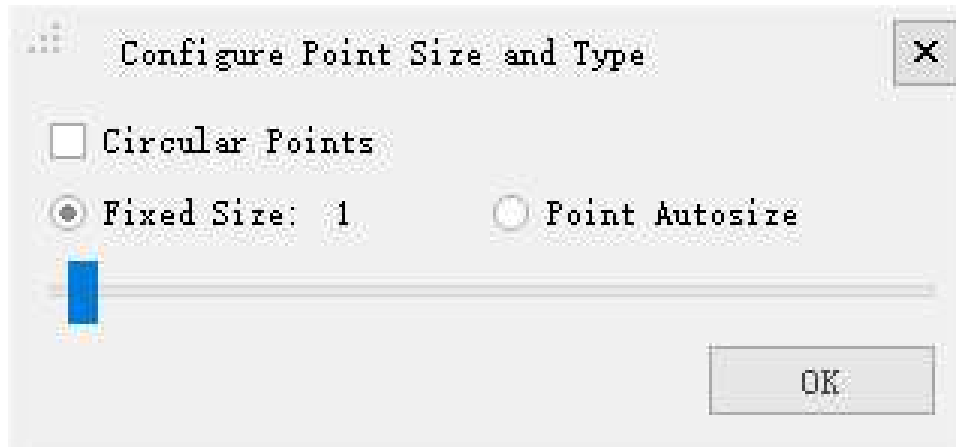 Configure Point Size and Type
Circular Points
Fixed Size: 1 Point Autosize
OK